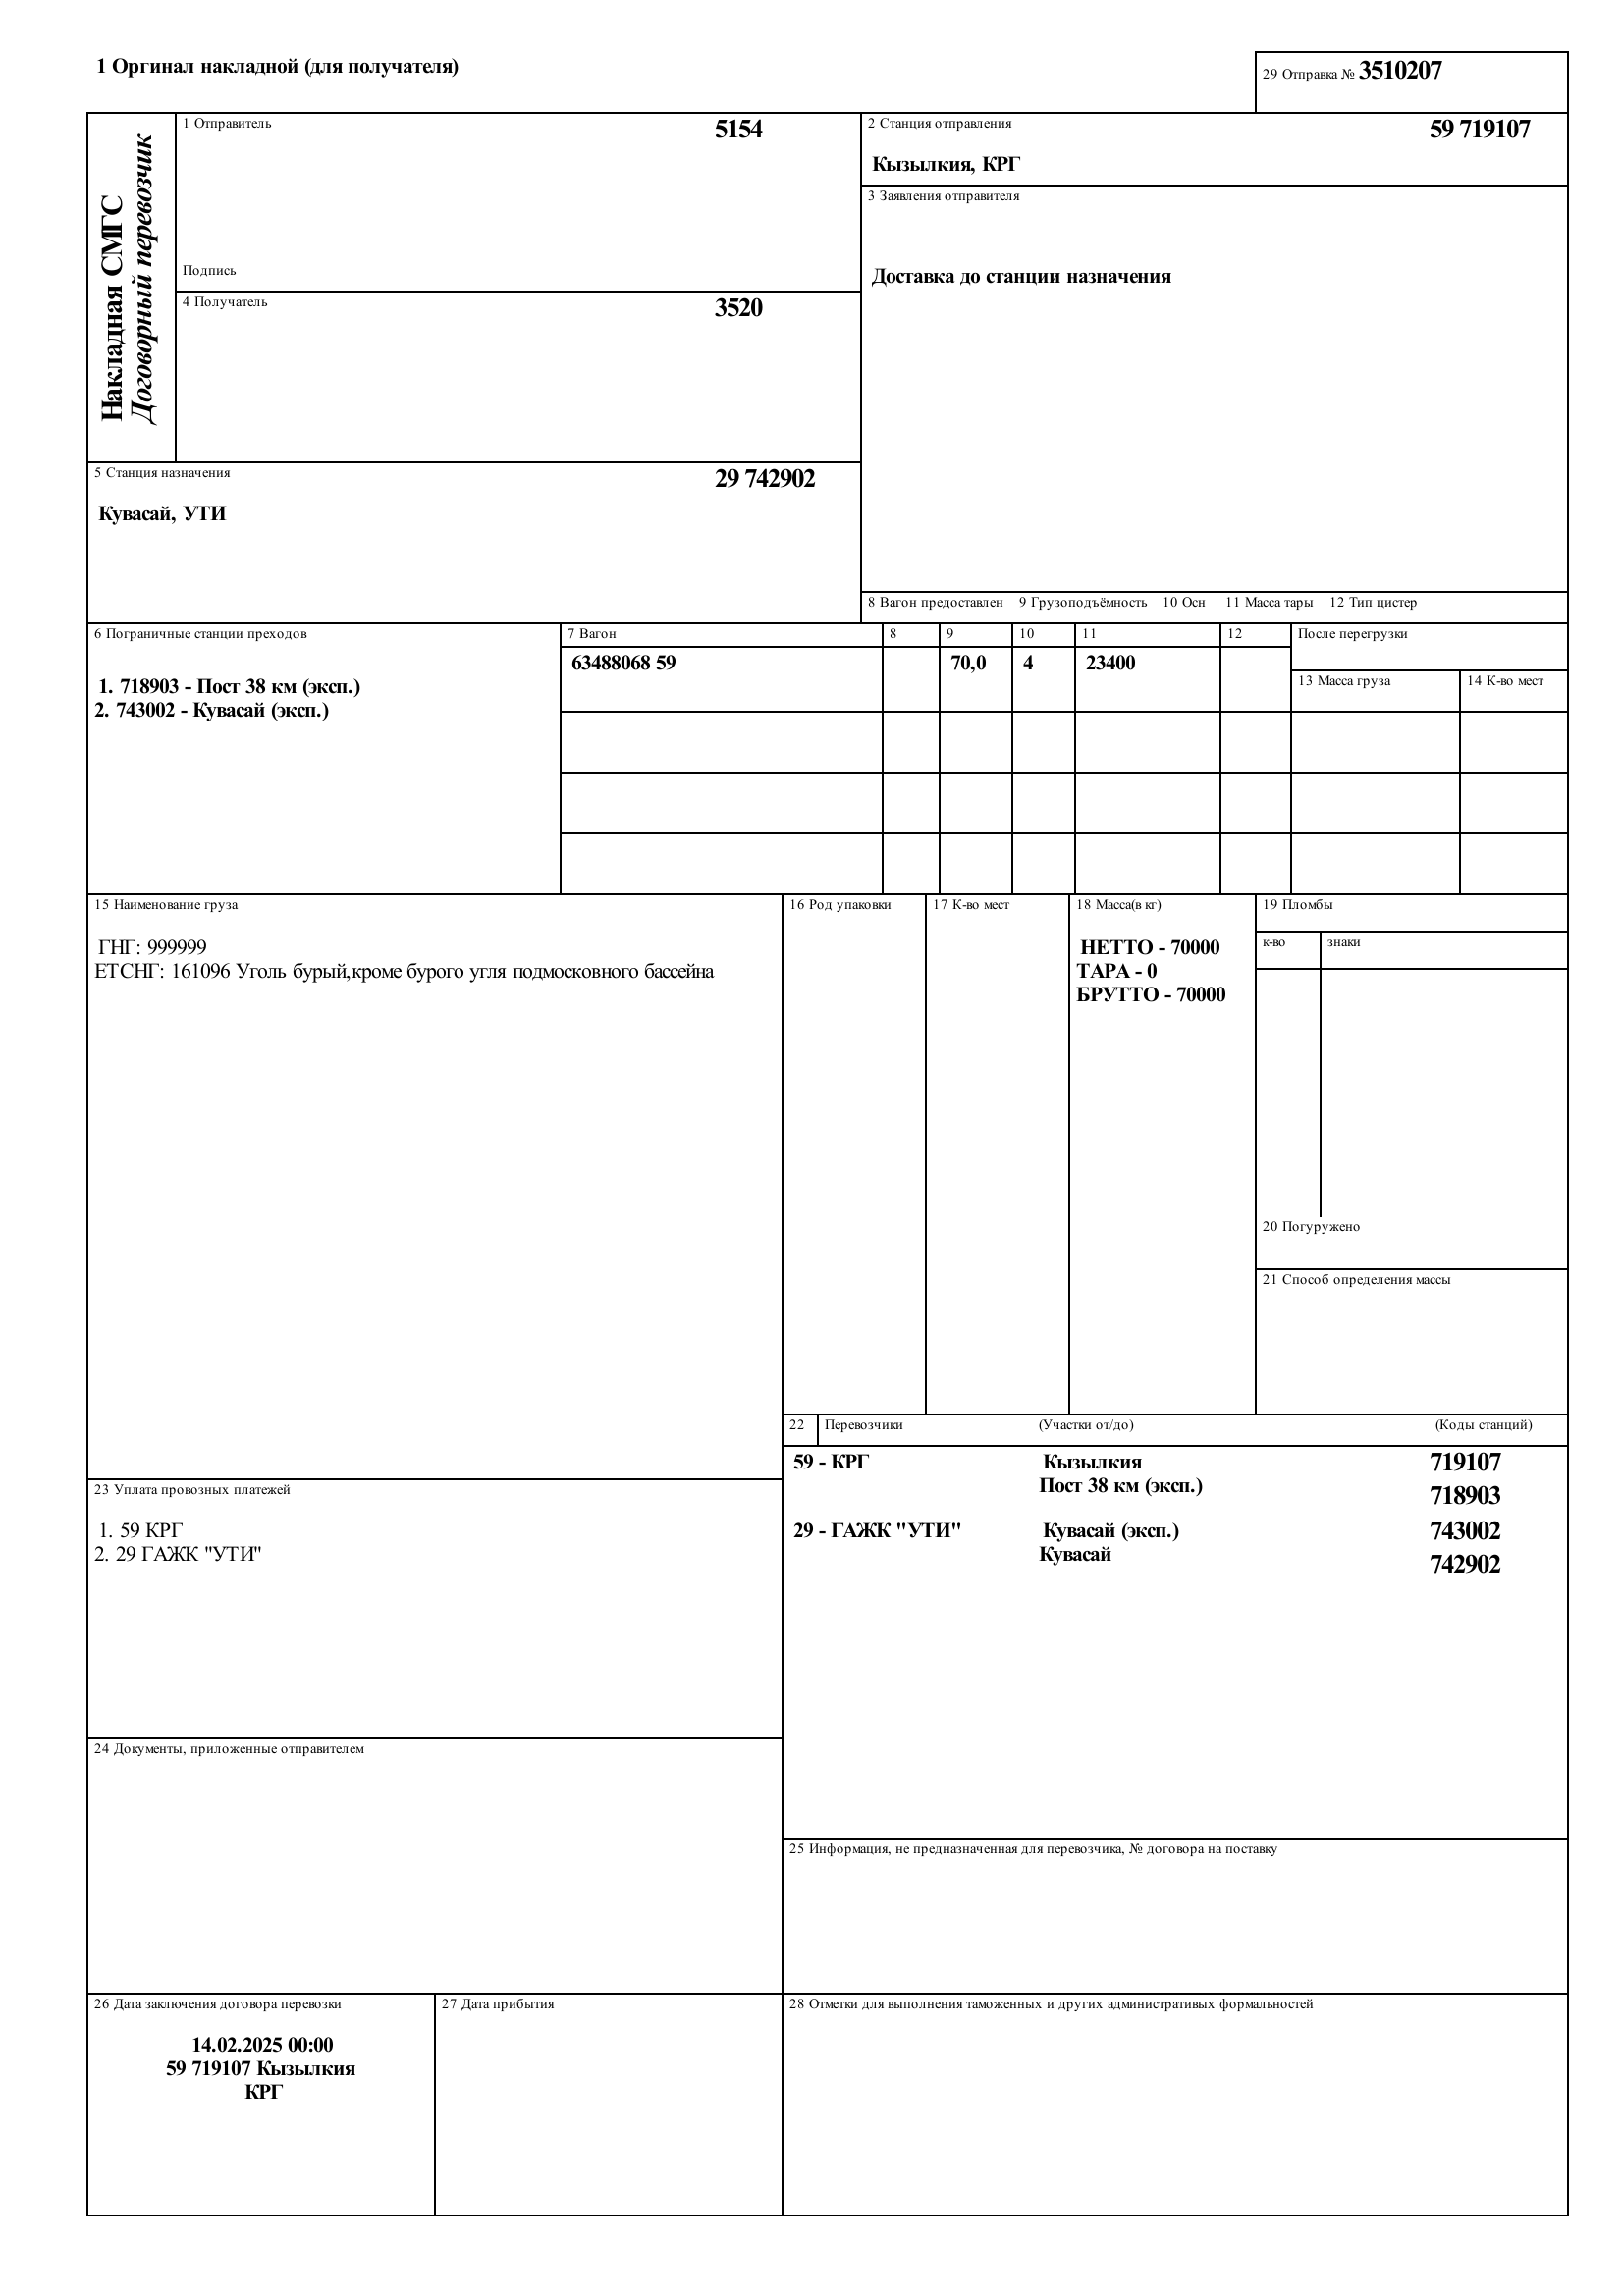 1 Оргинал накладной (для получателя)
29 Отправка № 3510207
Накладная СМГС
Договорный перевозчик
1 Отправитель
5154
Подпись
2 Станция отправления
59 719107
Кызылкия, КРГ
3 Заявления отправителя
Доставка до станции назначения
4 Получатель
3520
5 Станция назначения
29 742902
Кувасай, УТИ
8 Вагон предоставлен 9 Грузоподъёмность 10 Осн 11 Масса тары 12 Тип цистер
6 Пограничные станции преходов
1. 718903 - Пост 38 км (эксп.)
2. 743002 - Кувасай (эксп.)
7 Вагон 8 9 10 11 12 После перегрузки
63488068 59 70,0 4 23400
13 Масса груза 14 К-во мест
15 Наименование груза
ГНГ: 999999
ЕТСНГ: 161096 Уголь бурый,кроме бурого угля подмосковного бассейна
16 Род упаковки
17 К-во мест
18 Масса(в кг)
НЕТТО - 70000
ТАРА - 0
БРУТТО - 70000
19 Пломбы
к-во знаки
20 Погуружено
21 Способ определения массы
22 Перевозчики (Участки от/до) (Коды станций)
59 - КРГ Кызылкия 719107
Пост 38 км (эксп.) 718903
29 - ГАЖК "УТИ" Кувасай (эксп.) 743002
Кувасай 742902
23 Уплата провозных платежей
1. 59 КРГ
2. 29 ГАЖК "УТИ"
24 Документы, приложенные отправителем
25 Информация, не предназначенная для перевозчика, № договора на поставку
26 Дата заключения договора перевозки
14.02.2025 00:00
59 719107 Кызылкия
КРГ
27 Дата прибытия
28 Отметки для выполнения таможенных и других административых формальностей